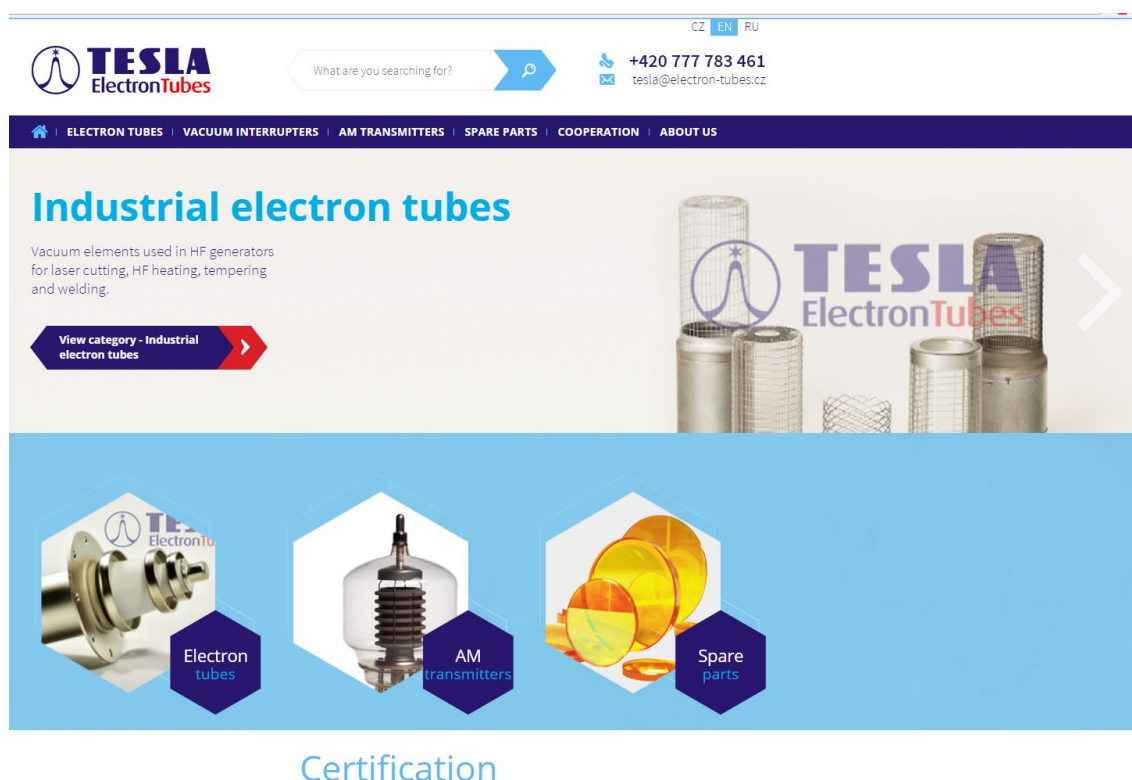 CZ EN RU
TESLA
ElectronTubes
What are you searching for?
+420 777 783 461
tesla@electron-tubes.cz
ELECTRON TUBES | VACUUM INTERRUPTERS | AM TRANSMITTERS | SPARE PARTS | COOPERATION | ABOUT US
Industrial electron tubes
Vacuum elements used in HF generators
for laser cutting, HF heating, tempering
and welding.
View category - Industrial
electron tubes
TESLA
ElectronTubes
TES
ElectronTu
Electron
tubes
AM
transmitters
Spare
parts
Certification